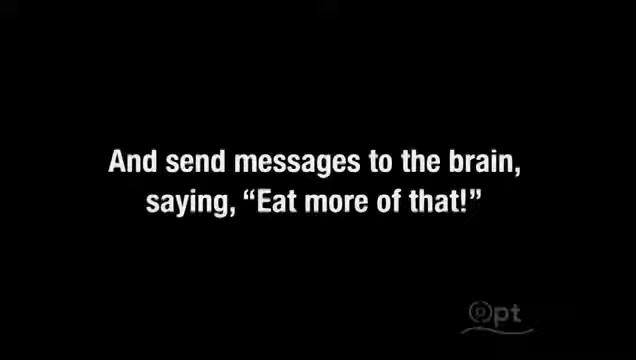 And send messages to the brain,
saying, “Eat more of that!”
opt